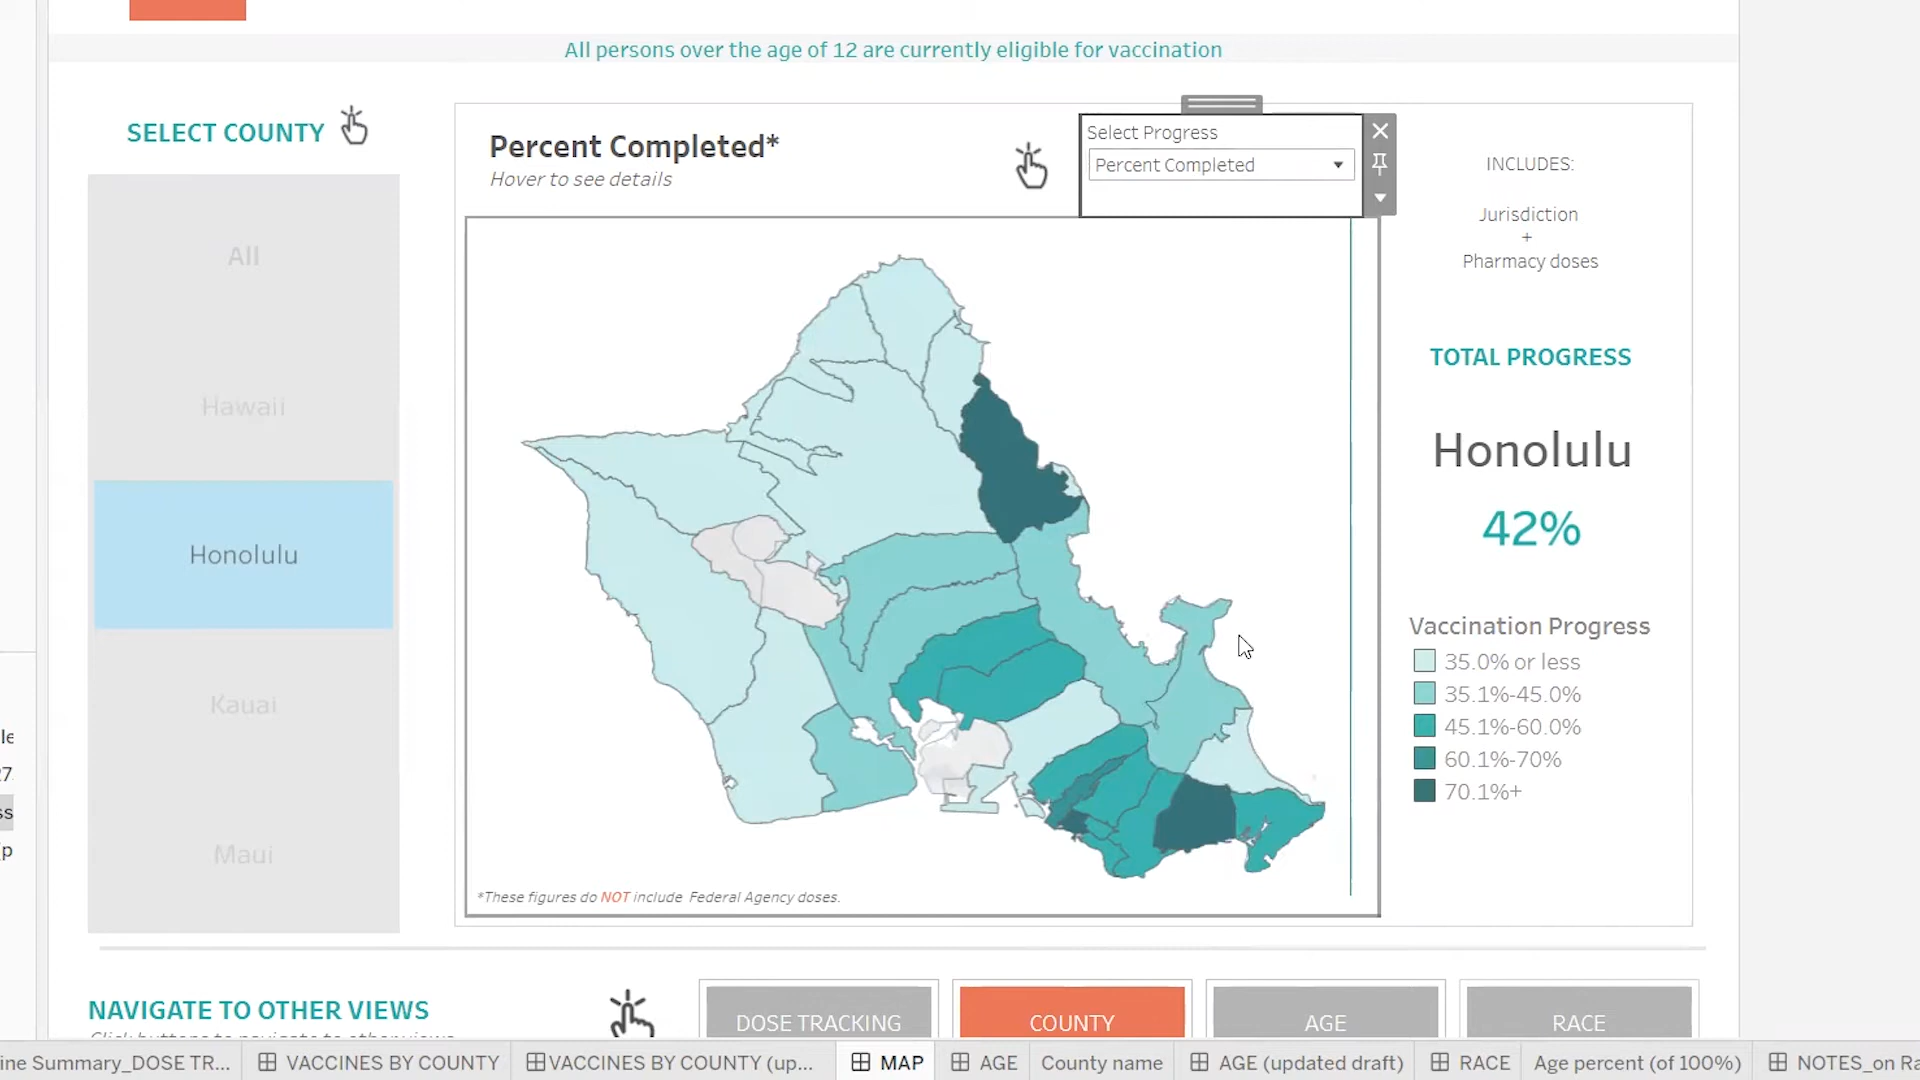 All persons over the age of 12 are currently eligible for vaccination
SELECT COUNTY
All
Hawaii
Honolulu
Kauai
Maui
Percent Completed*
Hover to see details
Select Progress
Percent Completed
*These figures do NOT include Federal Agency doses.
INCLUDES:
Jurisdiction
+
Pharmacy doses
TOTAL PROGRESS
Honolulu
42%
Vaccination Progress
35.0% or less
35.1%-45.0%
45.1%-60.0%
60.1%-70%
70.1%+
NAVIGATE TO OTHER VIEWS
DOSE TRACKING
COUNTY
AGE
RACE
ine Summary_DOSE TR...
VACCINES BY COUNTY
VACCINES BY COUNTY (up...
MAP
AGE
County name
AGE (updated draft)
RACE
Age percent (of 100%)
NOTES_on Ra